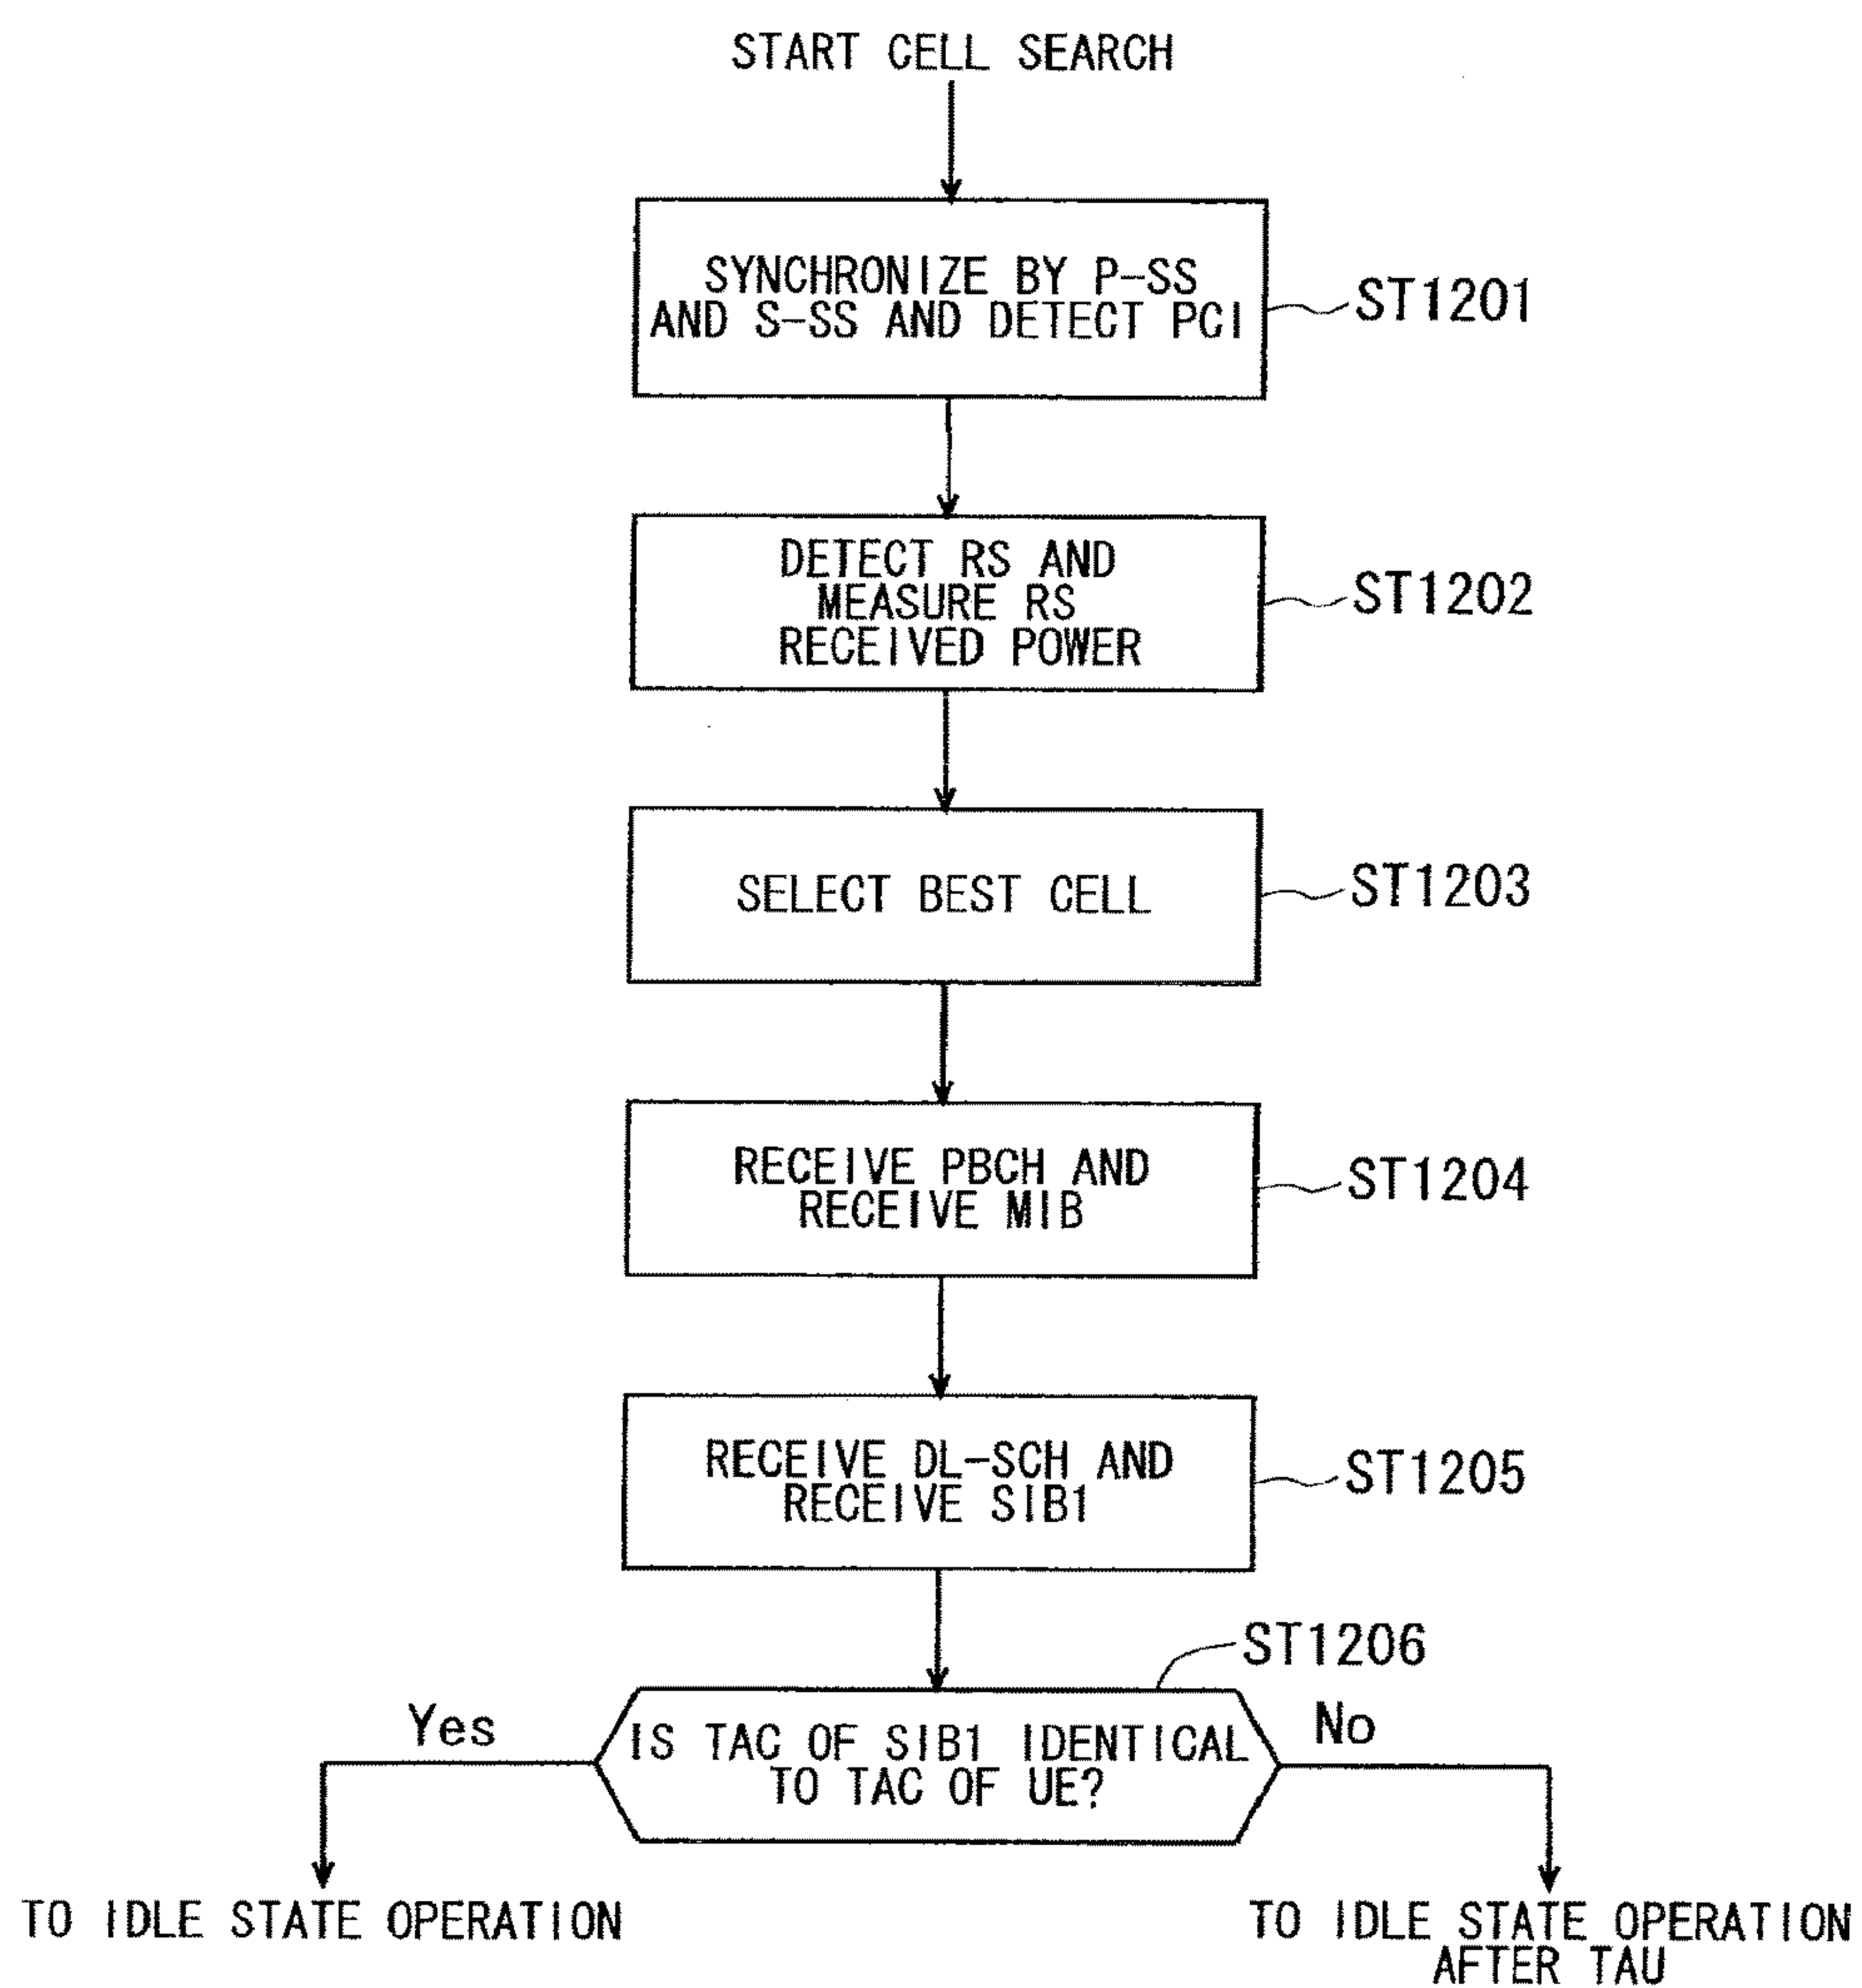 START CELL SEARCH
SYNCHRONIZE BY P-SS
AND S-SS AND DETECT PCI
ST1201
DETECT RS AND
MEASURE RS
RECEIVED POWER
ST1202
SELECT BEST CELL
ST1203
RECEIVE PBCH AND
RECEIVE MIB
ST1204
RECEIVE DL-SCH AND
RECEIVE SIB1
ST1205
ST1206
Yes
IS TAC OF SIB1 IDENTICAL
TO TAC OF UE?
No
TO IDLE STATE OPERATION
TO IDLE STATE OPERATION
AFTER TAU